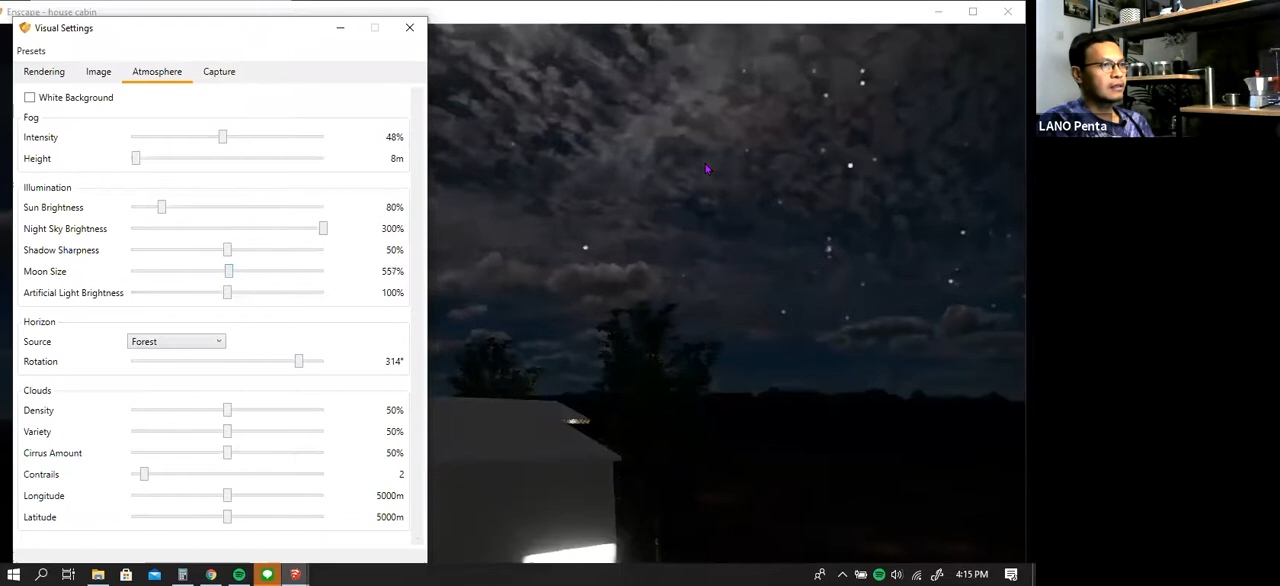 Enscape - house cabin
Visual Settings
Presets
Rendering Image Atmosphere Capture
White Background
Fog
Intensity 48%
Height 8m
Illumination
Sun Brightness 80%
Night Sky Brightness 300%
Shadow Sharpness 50%
Moon Size 557%
Artificial Light Brightness 100%
Horizon
Source Forest
Rotation 314°
Clouds
Density 50%
Variety 50%
Cirrus Amount 50%
Contrails 2
Longitude 5000m
Latitude 5000m
LANO Penta
4:15 PM